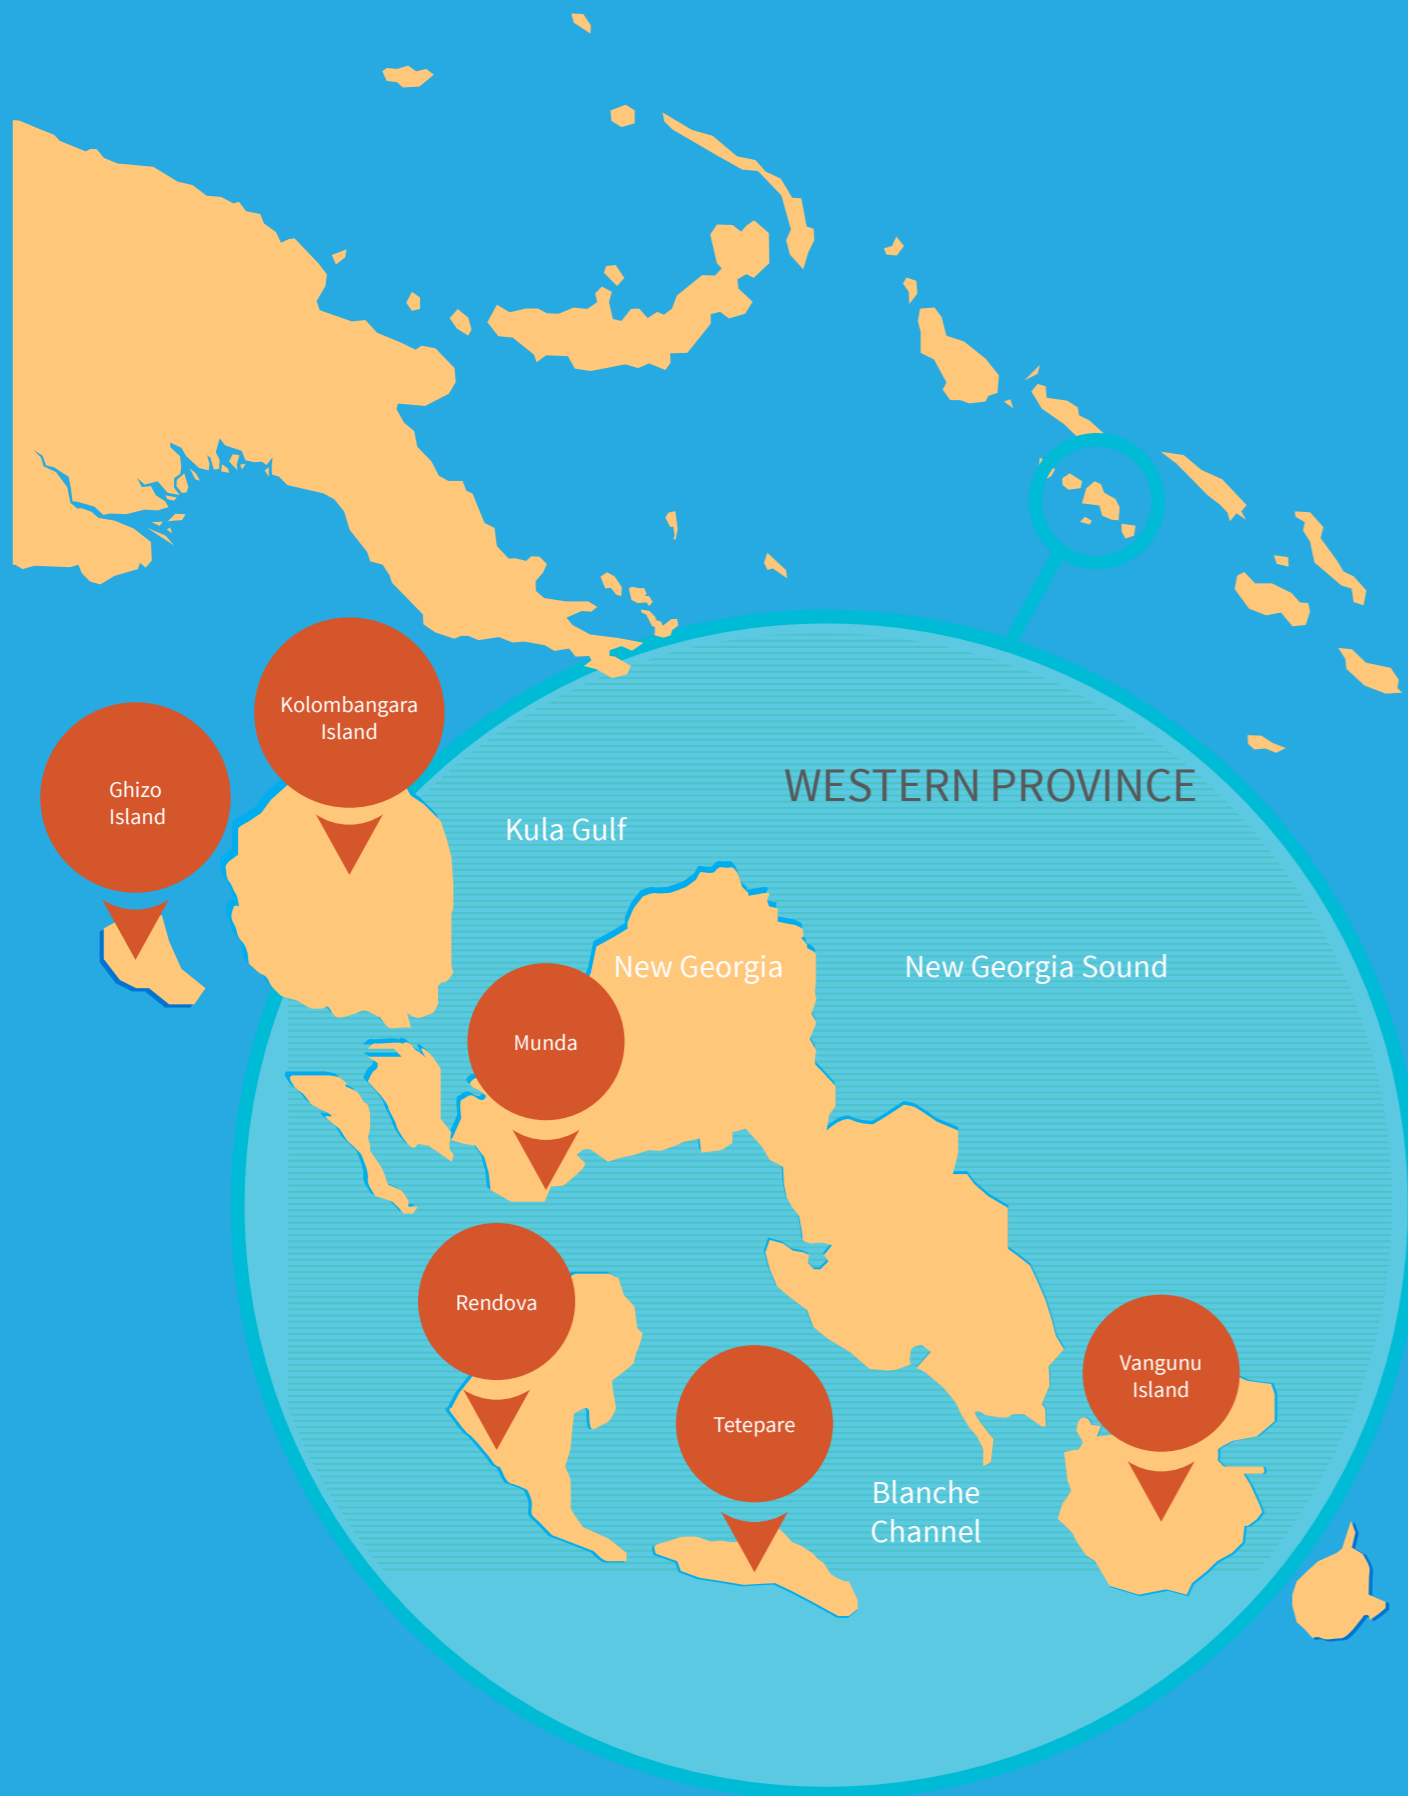 Kolombangara
Island
Ghizo
Island
WESTERN PROVINCE
Kula Gulf
New Georgia
New Georgia Sound
Munda
Rendova
Vangunu
Island
Tetepare
Blanche
Channel